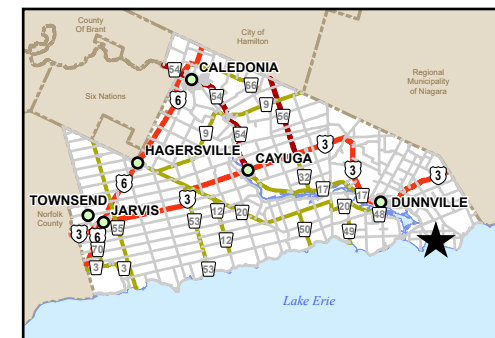 County
Of Brant
City of
Hamilton
Regional
Municipality
of Niagara
Six Nations
Norfolk
County
CALEDONIA
HAGERSVILLE
CAYUGA
TOWNSEND
JARVIS
DUNNVILLE
54
6
54
66
9
56
9
54
3
3
3
32
17
17
6
3
20
48
3
6
55
53
20
12
12
50
49
70
3
3
53
Lake Erie